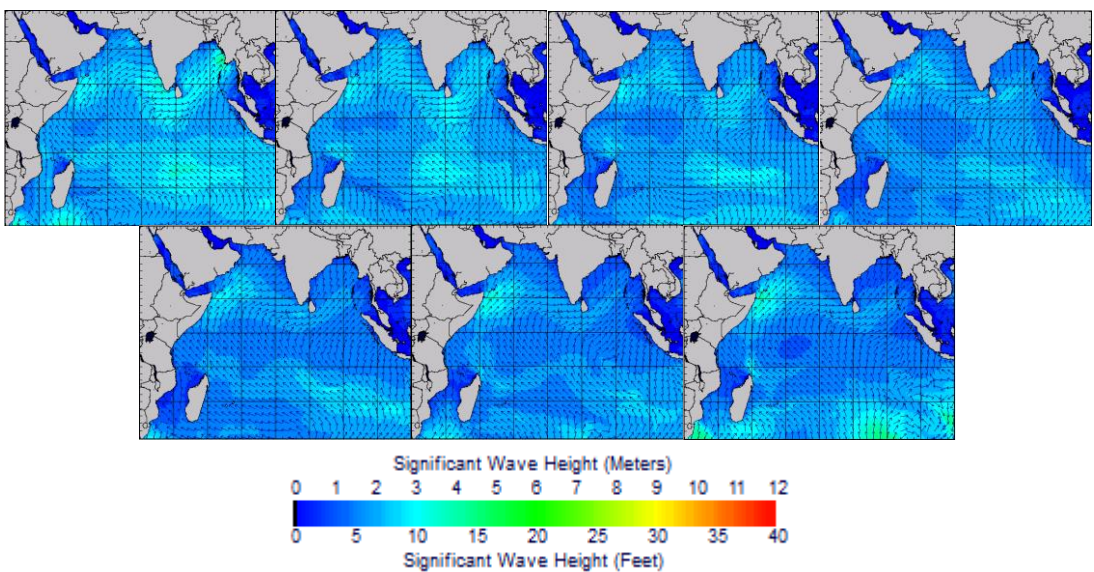 Significant Wave Height (Meters)
0 1 2 3 4 5 6 7 8 9 10 11 12
0 5 10 15 20 25 30 35 40
Significant Wave Height (Feet)